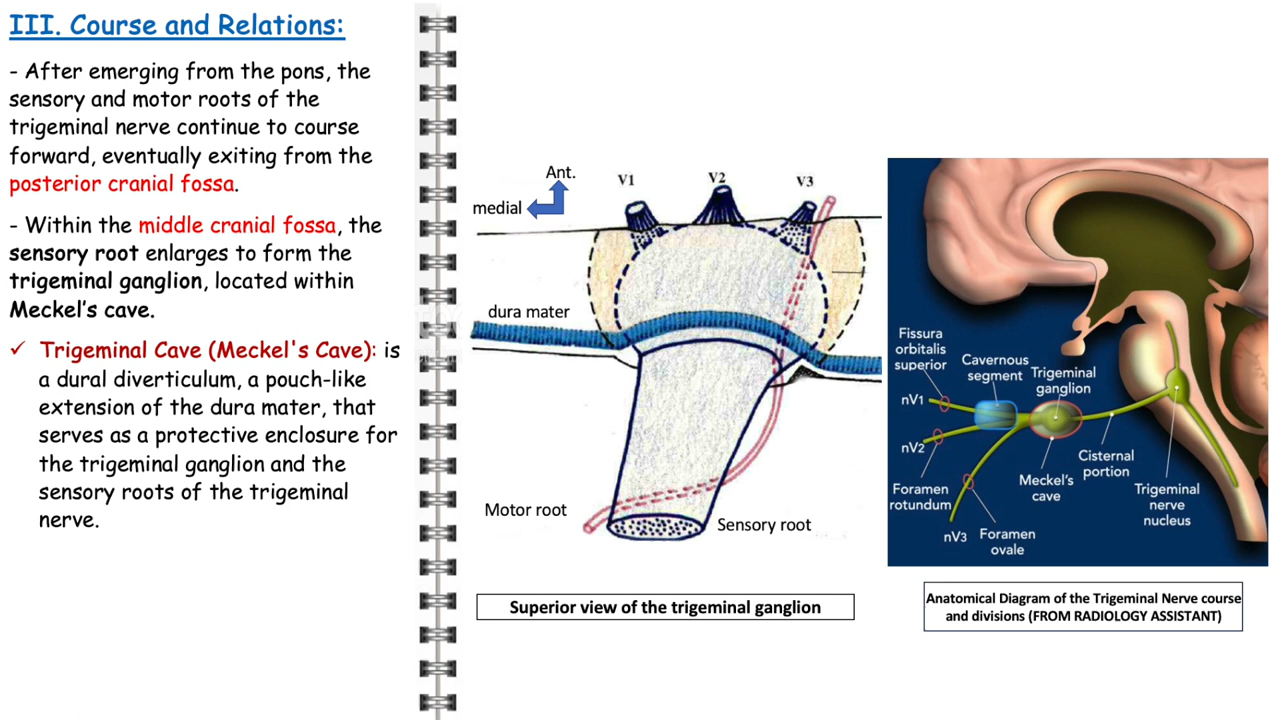 III. Course and Relations:
- After emerging from the pons, the
sensory and motor roots of the
trigeminal nerve continue to course
forward, eventually exiting from the
posterior cranial fossa.
- Within the middle cranial fossa, the
sensory root enlarges to form the
trigeminal ganglion, located within
Meckel's cave.
✓ Trigeminal Cave (Meckel's Cave): is
a dural diverticulum, a pouch-like
extension of the dura mater, that
serves as a protective enclosure for
the trigeminal ganglion and the
sensory roots of the trigeminal
nerve.
Ant.
medial
V1
V2
V3
dura mater
Motor root
Sensory root
Superior view of the trigeminal ganglion
Fissura
orbitalis
superior
Cavernous
segment
Trigeminal
ganglion
nV1
nV2
Foramen
rotundum
nV3
Foramen
ovale
Meckel's
cave
Cisternal
portion
Trigeminal
nerve
nucleus
Anatomical Diagram of the Trigeminal Nerve course
and divisions (FROM RADIOLOGY ASSISTANT)